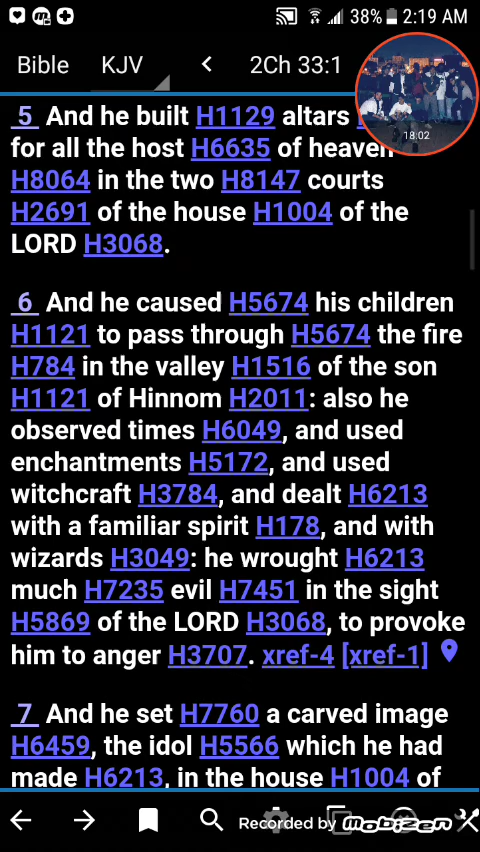 38% 2:19 AM
Bible KJV 2Ch 33:1
18:02
5 And he built H1129 altars
for all the host H6635 of heaven
H8064 in the two H8147 courts
H2691 of the house H1004 of the
LORD H3068.
6 And he caused H5674 his children
H1121 to pass through H5674 the fire
H784 in the valley H1516 of the son
H1121 of Hinnom H2011: also he
observed times H6049, and used
enchantments H5172, and used
witchcraft H3784, and dealt H6213
with a familiar spirit H178, and with
wizards H3049: he wrought H6213
much H7235 evil H7451 in the sight
H5869 of the LORD H3068, to provoke
him to anger H3707. xref-4 [xref-1]
7 And he set H7760 a carved image
H6459, the idol H5566 which he had
made H6213, in the house H1004 of
Recorded by mobizen